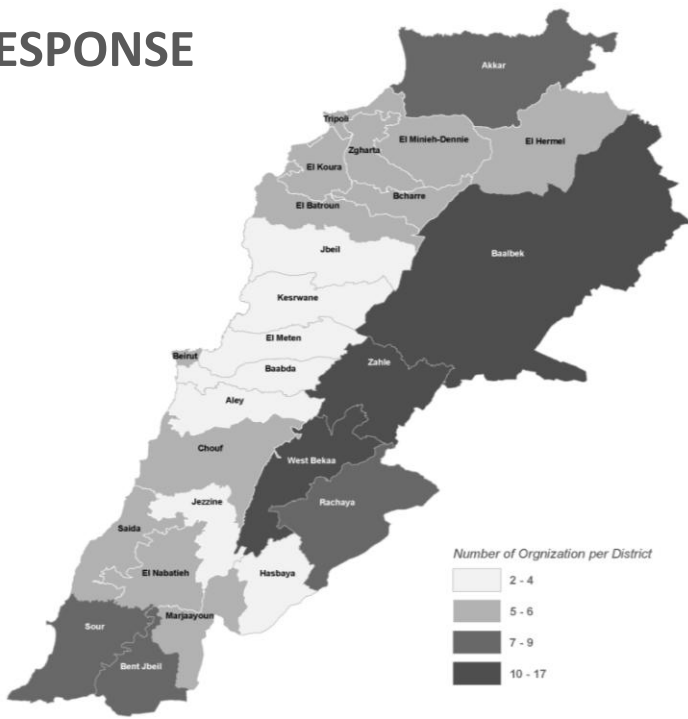 ESPONSE
Akkar
Tripoli
El Minieh-Dennie
El Hermel
Zgharta
El Koura
Bcharre
El Batroun
Jbeil
Baalbek
Kesrwane
El Meten
Beirut
Zahle
Baabda
Aley
Chouf
West Bekaa
Jezzine
Rachaya
Saida
El Nabatieh
Hasbaya
Marjaayoun
Sour
Bent Jbeil
Number of Orgnization per District
2 - 4
5 - 6
7 - 9
10 - 17